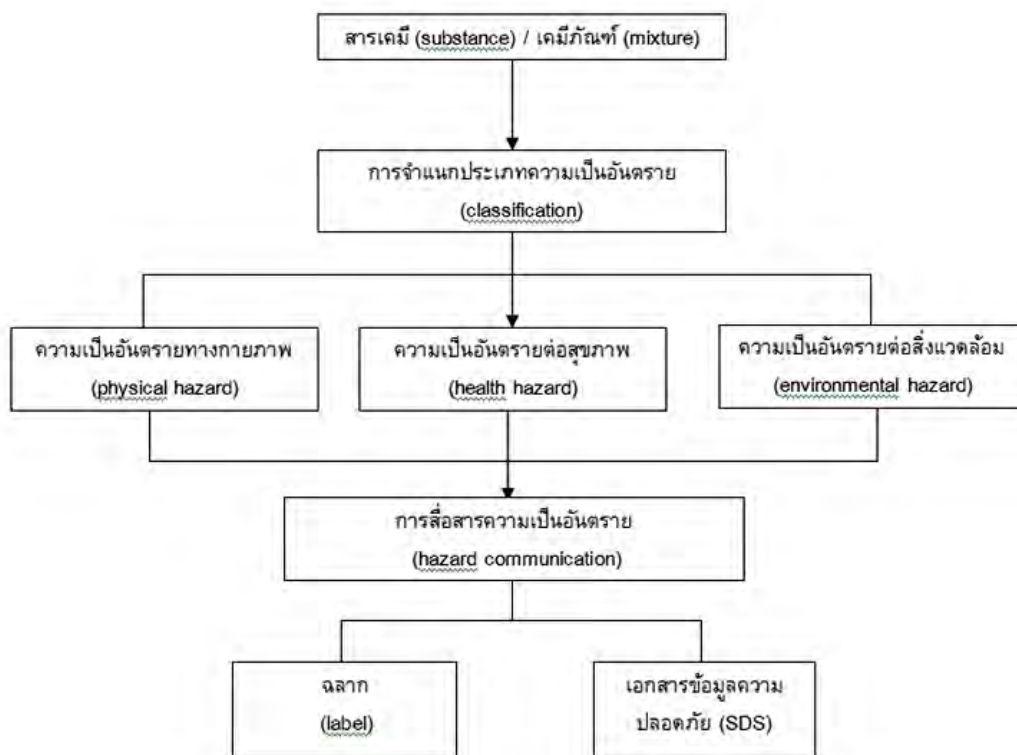 สารเคมี (substance) / เคมีภัณฑ์ (mixture)
การจำแนกประเภทความเป็นอันตราย
(classification)
ความเป็นอันตรายทางกายภาพ
(physical hazard)
ความเป็นอันตรายต่อสุขภาพ
(health hazard)
ความเป็นอันตรายต่อสิ่งแวดล้อม
(environmental hazard)
การสื่อสารความเป็นอันตราย
(hazard communication)
ฉลาก
(label)
เอกสารข้อมูลความ
ปลอดภัย (SDS)